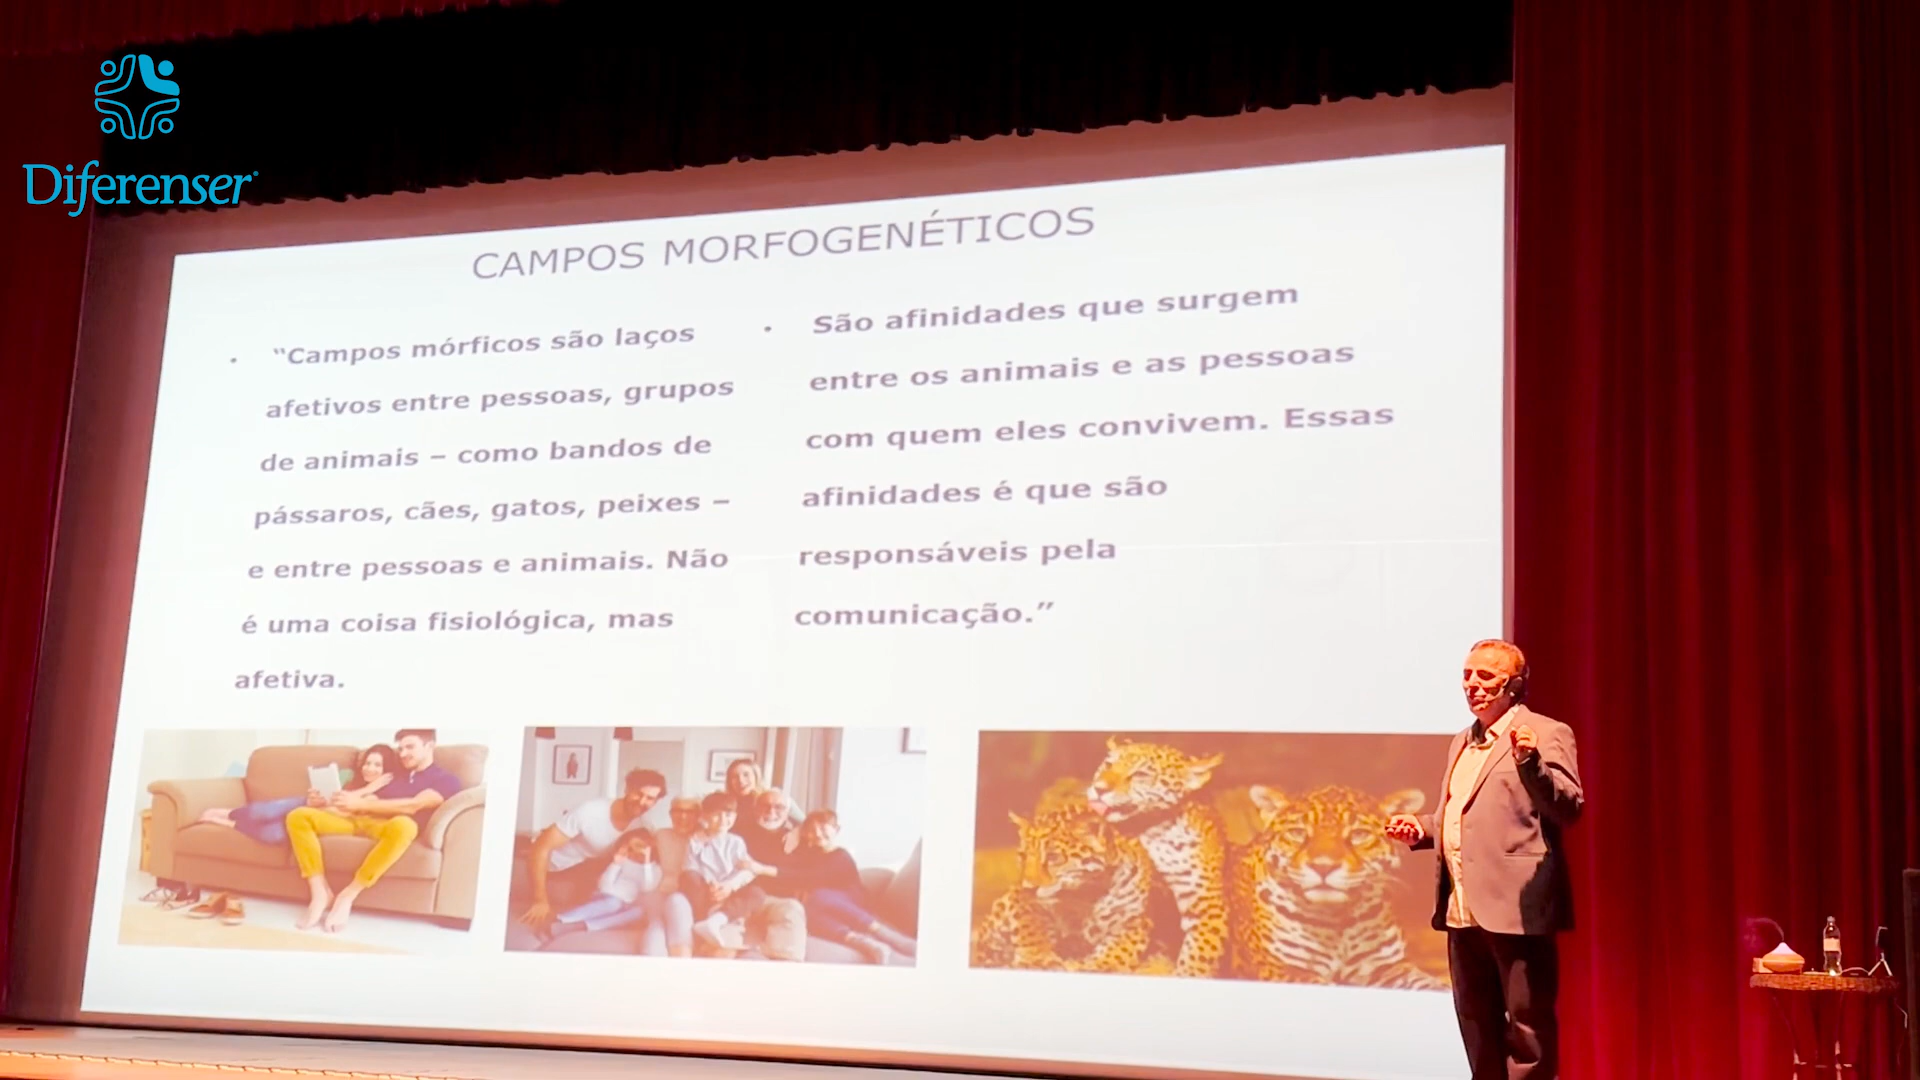 Diferenser
CAMPOS MORFOGENÉTICOS
• “Campos mórficos são laços
afetivos entre pessoas, grupos
de animais – como bandos de
pássaros, cães, gatos, peixes –
e entre pessoas e animais. Não
é uma coisa fisiológica, mas
afetiva.
• São afinidades que surgem
entre os animais e as pessoas
com quem eles convivem. Essas
afinidades é que são
responsáveis pela
comunicação.”